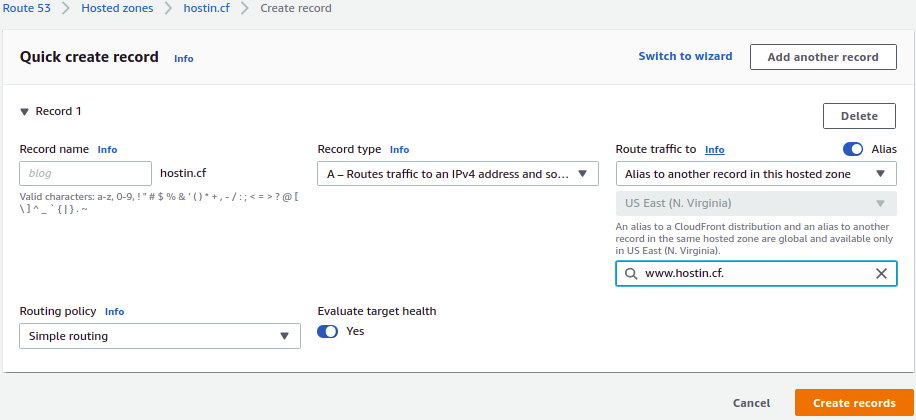 Route 53 > Hosted zones > hostin.cf > Create record
Quick create record Info
Switch to wizard
Add another record
Record 1
Delete
Record name Info
blog
hostin.cf
Valid characters: a-z, 0-9, ! " # $ % & ' ( ) * + , - / : ; < = > ? @ [
\ ] ^ _ ` { | } . ~
Record type Info
A – Routes traffic to an IPv4 address and so...
Route traffic to Info
Alias
Alias to another record in this hosted zone
US East (N. Virginia)
An alias to a CloudFront distribution and an alias to another
record in the same hosted zone are global and available only
in US East (N. Virginia).
www.hostin.cf.
Routing policy Info
Simple routing
Evaluate target health
Yes
Cancel
Create records